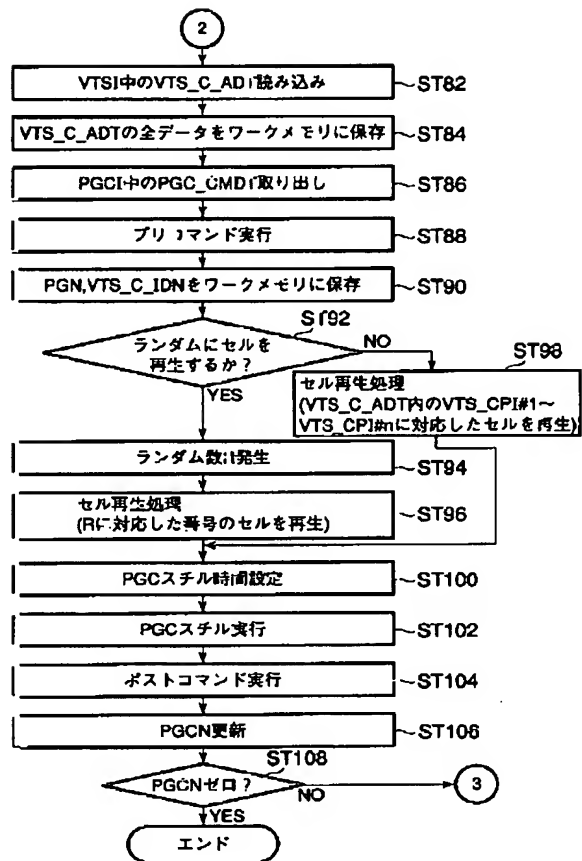 2
VTSI中のVTS_C_ADT読み込み ST82
VTS_C_ADTの全データをワークメモリに保存 ST84
PGCI中のPGC_CMDT取り出し ST86
プリコマンド実行 ST88
PGN,VTS_C_IDNをワークメモリに保存 ST90
ST92
ランダムにセルを
再生するか?
NO
YES
ST98
セル再生処理
(VTS_C_ADT内のVTS_CPI#1~
VTS_CPI#nに対応したセルを再生)
ランダム数 発生 ST94
セル再生処理
(Rに対応した番号のセルを再生) ST96
PGCスチル時間設定 ST100
PGCスチル実行 ST102
ポストコマンド実行 ST104
PGCN更新 ST106
ST108
PGCNゼロ?
NO
3
YES
エンド